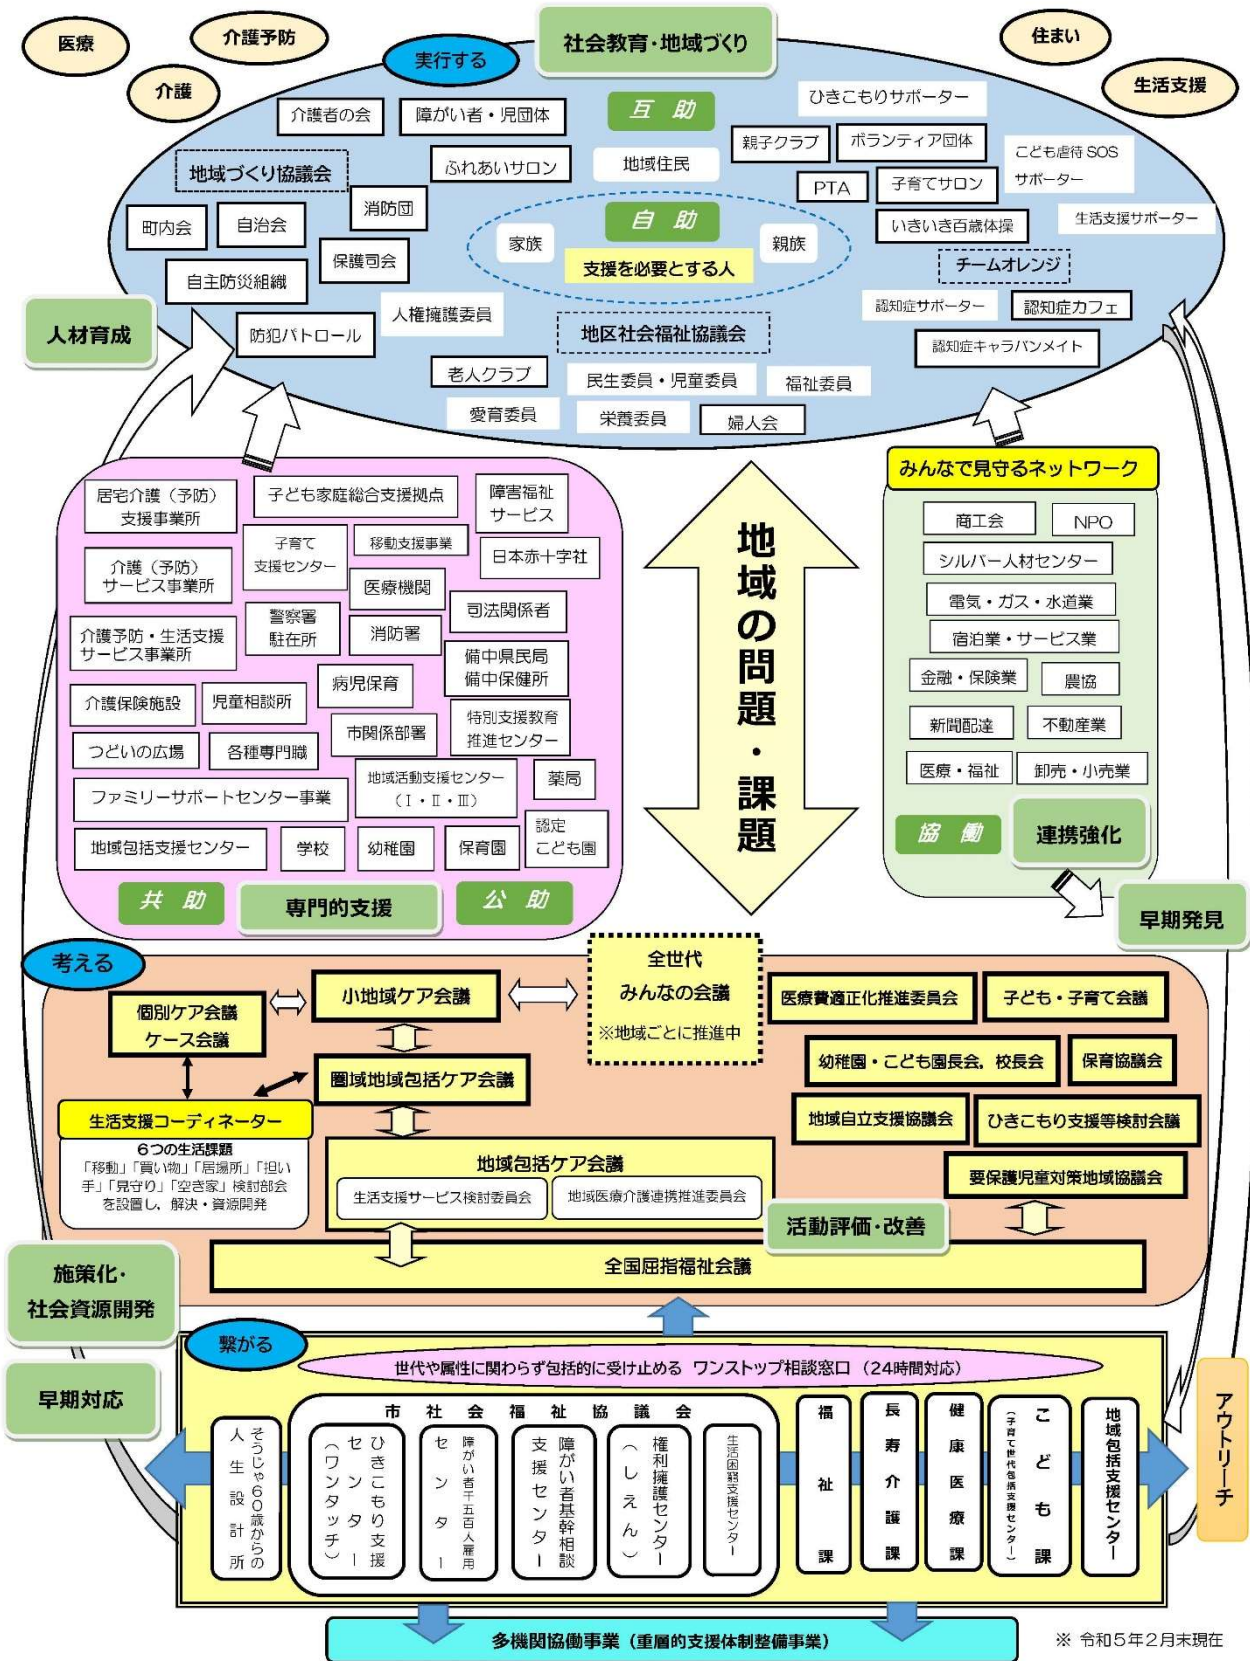 医療
介護予防
介護
実行する
社会教育・地域づくり
住まい
生活支援
介護者の会
障がい者・児団体
互助
ひきこもりサポーター
親子クラブ
ボランティア団体
こども虐待 SOS
サポーター
地域づくり協議会
ふれあいサロン
地域住民
PTA
子育てサロン
町内会
自治会
消防団
自助
家族
親族
支援を必要とする人
いきいき百歳体操
生活支援サポーター
保護司会
チームオレンジ
自主防災組織
認知症サポーター
認知症カフェ
人材育成
防犯パトロール
人権擁護委員
地区社会福祉協議会
認知症キャラバンメイト
老人クラブ
民生委員・児童委員
福祉委員
愛育委員
栄養委員
婦人会
居宅介護（予防）
支援事業所
子ども家庭総合支援拠点
障害福祉
サービス
介護（予防）
サービス事業所
子育て
支援センター
移動支援事業
日本赤十字社
医療機関
介護予防・生活支援
サービス事業所
警察署
駐在所
消防署
司法関係者
備中県民局
備中保健所
介護保険施設
児童相談所
病児保育
つどいの広場
各種専門職
市関係部署
特別支援教育
推進センター
ファミリーサポートセンター事業
地域活動支援センター
（Ⅰ・Ⅱ・Ⅲ）
薬局
地域包括支援センター
学校
幼稚園
保育園
認定
こども園
共助
専門的支援
公助
地域の問題・課題
みんなで見守るネットワーク
商工会
NPO
シルバー人材センター
電気・ガス・水道業
宿泊業・サービス業
金融・保険業
農協
新聞配達
不動産業
医療・福祉
卸売・小売業
協働
連携強化
早期発見
考える
個別ケア会議
ケース会議
小地域ケア会議
全世代
みんなの会議
※地域ごとに推進中
医療費適正化推進委員会
子ども・子育て会議
圏域地域包括ケア会議
幼稚園・こども園長会，校長会
保育協議会
生活支援コーディネーター
6つの生活課題
「移動」「買い物」「居場所」「担い
手」「見守り」「空き家」検討部会
を設置し、解決・資源開発
地域自立支援協議会
ひきこもり支援等検討会議
地域包括ケア会議
生活支援サービス検討委員会
地域医療介護連携推進委員会
要保護児童対策地域協議会
活動評価・改善
全国屈指福祉会議
施策化・
社会資源開発
早期対応
繋がる
世代や属性に関わらず包括的に受け止める ワンストップ相談窓口（24時間対応）
そうじゃ60歳からの
人生設計所
市社会福祉協議会
ひきこもり支援
センター
（ワンタッチ）
障がい者千五百人雇用
センター
障がい者基幹相談
支援センター
権利擁護センター
（しえん）
生活困窮支援センター
福祉課
長寿介護課
健康医療課
こども課
（子育て世代包括支援センター）
地域包括支援センター
アウトリーチ
多機関協働事業（重層的支援体制整備事業）
※ 令和5年2月末現在